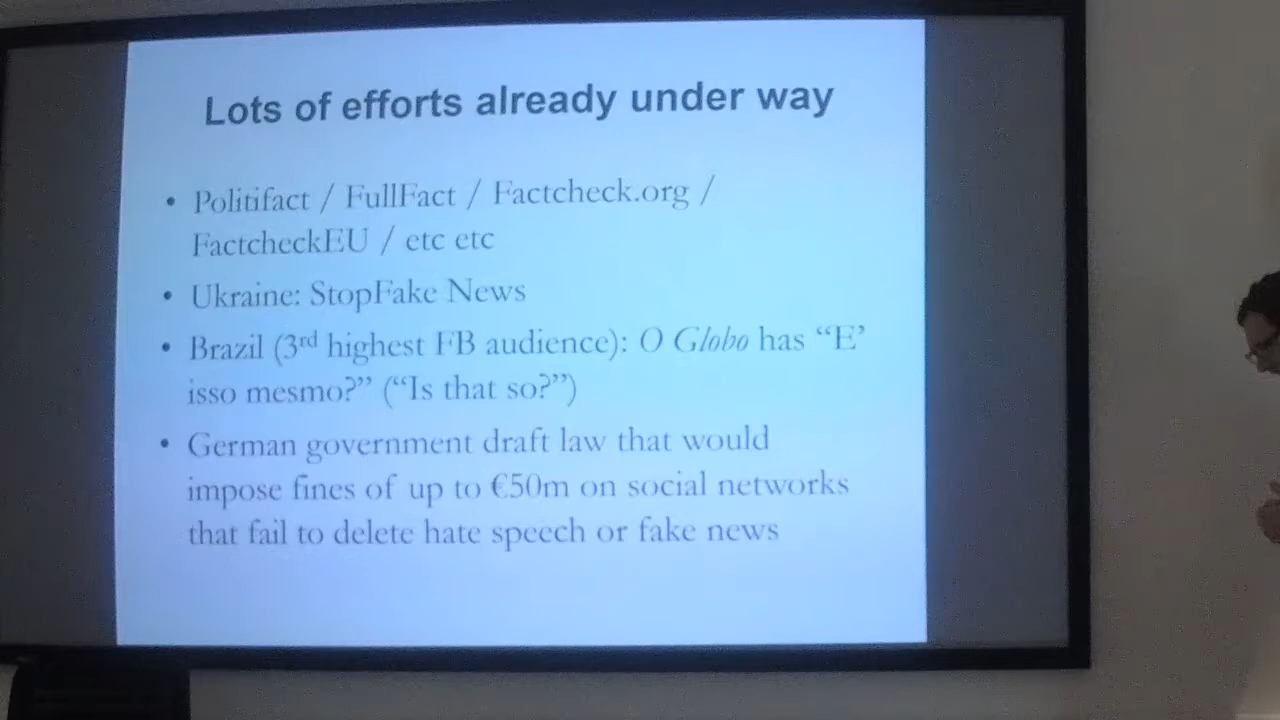 Lots of efforts already under way
• Politifact / FullFact / Factcheck.org /
FactcheckEU / etc etc
• Ukraine: StopFake News
• Brazil (3rd highest FB audience): O Globo has “E’
isso mesmo?” (“Is that so?”)
• German government draft law that would
impose fines of up to €50m on social networks
that fail to delete hate speech or fake news